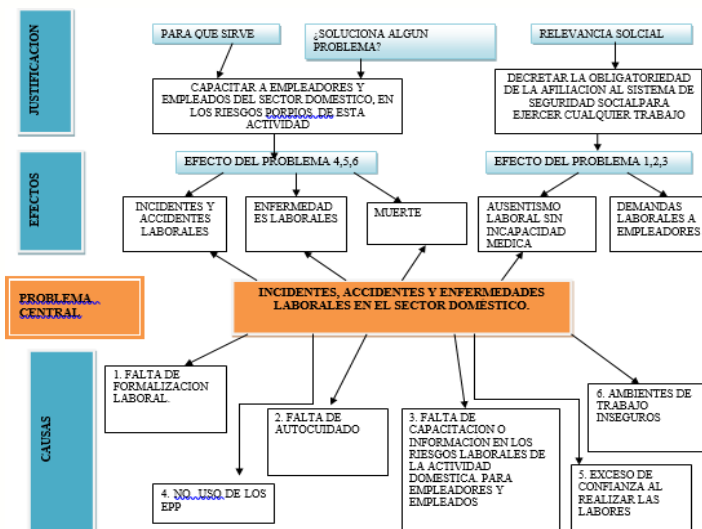 JUSTIFICACION
PARA QUE SIRVE
¿SOLUCIONA ALGUN
PROBLEMA?
RELEVANCIA SOLCIAL
CAPACITAR A EMPLEADORES Y
EMPLEADOS DEL SECTOR DOMESTICO, EN
LOS RIESGOS PORPIOS DE ESTA
ACTIVIDAD
DECRETAR LA OBLIGATORIEDAD
DE LA AFILIACION AL SISTEMA DE
SEGURIDAD SOCIALPARA
EJERCER CUALQUIER TRABAJO
EFECTOS
EFECTO DEL PROBLEMA 4,5,6
EFECTO DEL PROBLEMA 1,2,3
INCIDENTES Y
ACCIDENTES
LABORALES
ENFERMEDAD
ES LABORALES
MUERTE
AUSENTISMO
LABORAL SIN
INCAPACIDAD
MEDICA
DEMANDAS
LABORALES A
EMPLEADORES
PROBLEMA
CENTRAL
INCIDENTES, ACCIDENTES Y ENFERMEDADES
LABORALES EN EL SECTOR DOMÉSTICO.
CAUSAS
1. FALTA DE
FORMALIZACION
LABORAL.
2. FALTA DE
AUTOCUIDADO
3. FALTA DE
CAPACITACION O
INFORMACION EN LOS
RIESGOS LABORALES DE
LA ACTIVIDAD
DOMESTICA. PARA
EMPLEADORES Y
EMPLEADOS
6. AMBIENTES DE
TRABAJO
INSEGUROS
4. NO USO DE LOS
EPP
5. EXCESO DE
CONFIANZA AL
REALIZAR LAS
LABORES